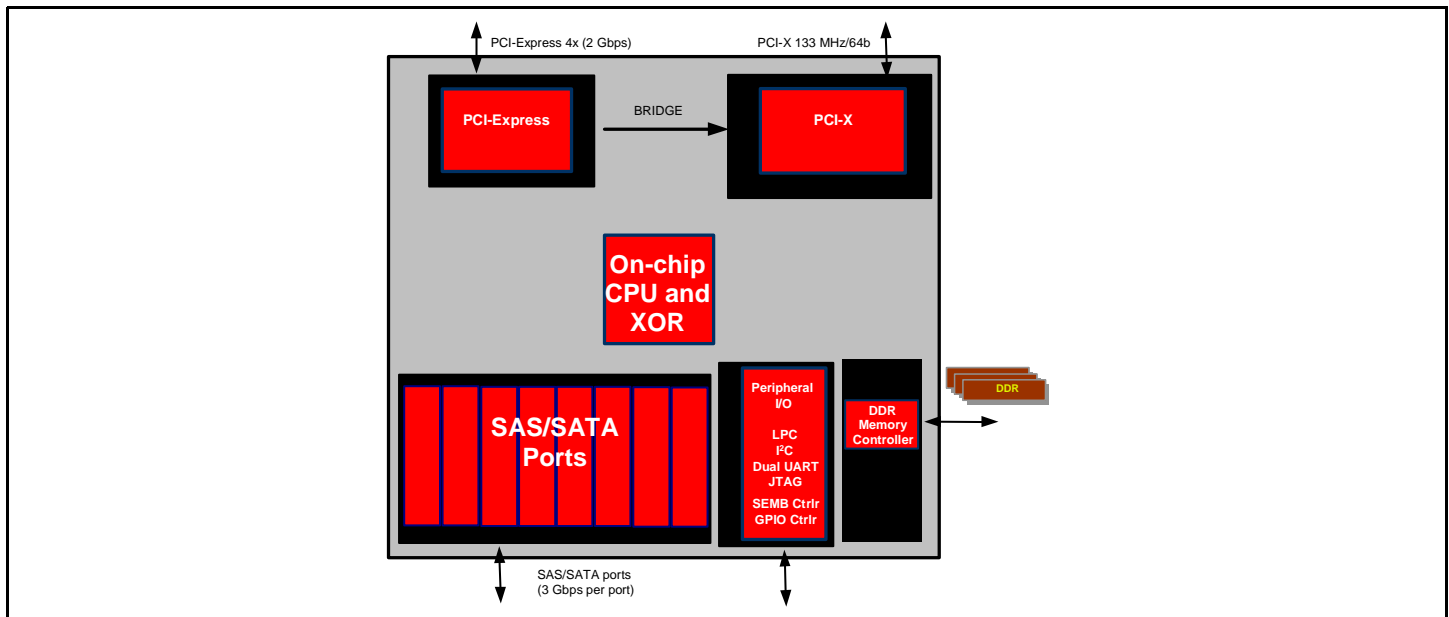 PCI-Express 4x (2 Gbps)
PCI-X 133 MHz/64b
PCI-Express
BRIDGE
PCI-X
On-chip
CPU and
XOR
SAS/SATA
Ports
Peripheral
I/O
LPC
I²C
Dual UART
JTAG
SEMB Ctrlr
GPIO Ctrlr
DDR
Memory
Controller
DDR
SAS/SATA ports
(3 Gbps per port)